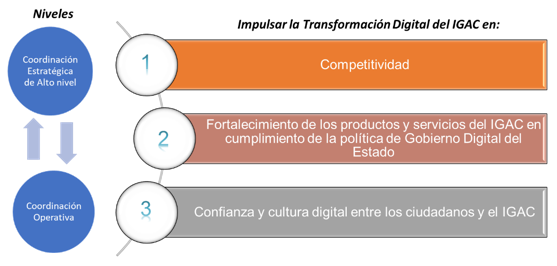 Niveles
Coordinación
Estratégica
de Alto nivel
Coordinación
Operativa
Impulsar la Transformación Digital del IGAC en:
1
Competitividad
2
Fortalecimiento de los productos y servicios del IGAC en
cumplimiento de la política de Gobierno Digital del
Estado
3
Confianza y cultura digital entre los ciudadanos y el IGAC